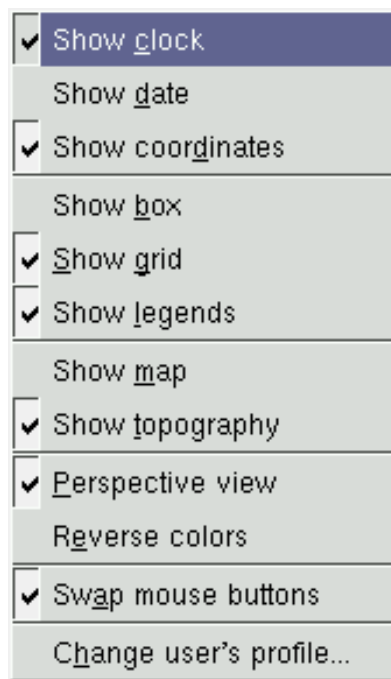 Show clock
Show date
Show coordinates
Show box
Show grid
Show legends
Show map
Show topography
Perspective view
Reverse colors
Swap mouse buttons
Change user's profile...